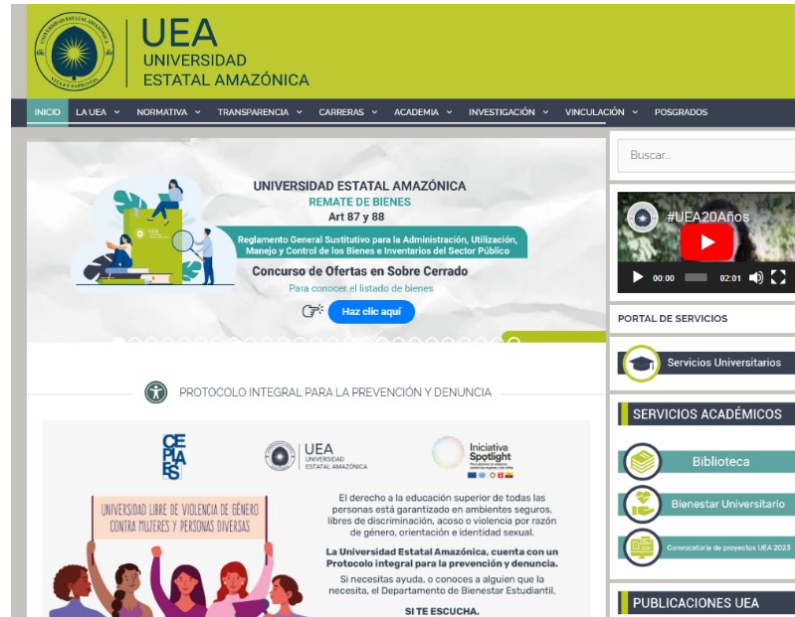 UEA
UNIVERSIDAD
ESTATAL AMAZÓNICA
INICIO LA UEA NORMATIVA TRANSPARENCIA CARRERAS ACADEMIA INVESTIGACIÓN VINCULACIÓN POSGRADOS
UNIVERSIDAD ESTATAL AMAZÓNICA
REMATE DE BIENES
Art 87 y 88
Reglamento General Sustitutivo para la Administración, Utilización,
Manejo y Control de los Bienes e Inventarios del Sector Público
Concurso de Ofertas en Sobre Cerrado
Para conocer el listado de bienes
Haz clic aquí
PROTOCOLO INTEGRAL PARA LA PREVENCIÓN Y DENUNCIA
CE
PIA
ES
UEA
UNIVERSIDAD
ESTATAL AMAZÓNICA
Iniciativa
Spotlight
UNIVERSIDAD LIBRE DE VIOLENCIA DE GÉNERO
CONTRA MUJERES Y PERSONAS DIVERSAS
El derecho a la educación superior de todas las
personas está garantizado en ambientes seguros,
libres de discriminación, acoso o violencia por razón
de género, orientación e identidad sexual.
La Universidad Estatal Amazónica, cuenta con un
Protocolo integral para la prevención y denuncia.
Si necesitas ayuda, o conoces a alguien que la
necesita, el Departamento de Bienestar Estudiantil,
SI TE ESCUCHA.
Buscar...
#UEA20Años
00:00 02:01
PORTAL DE SERVICIOS
Servicios Universitarios
SERVICIOS ACADÉMICOS
Biblioteca
Bienestar Universitario
Convocatoria de proyectos UEA 2023
PUBLICACIONES UEA